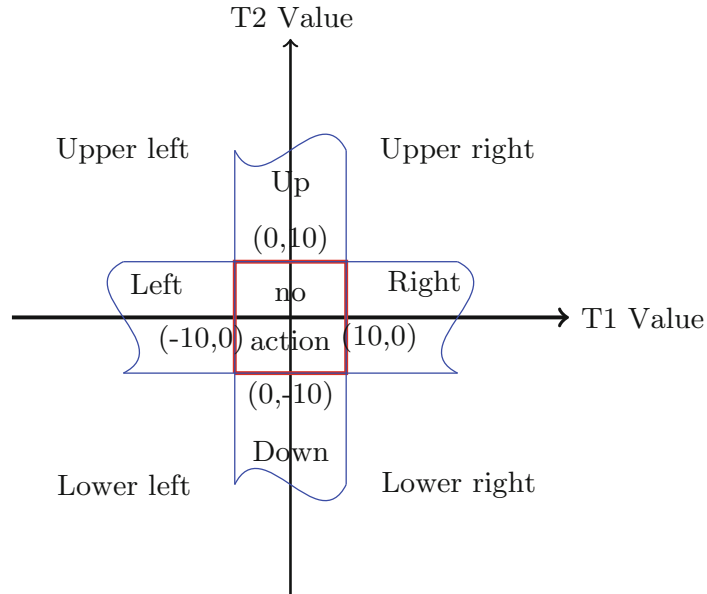 T2 Value
Upper left
Upper right
Up
(0,10)
Left
no
Right
T1 Value
(-10,0)
action
(10,0)
(0,-10)
Down
Lower left
Lower right